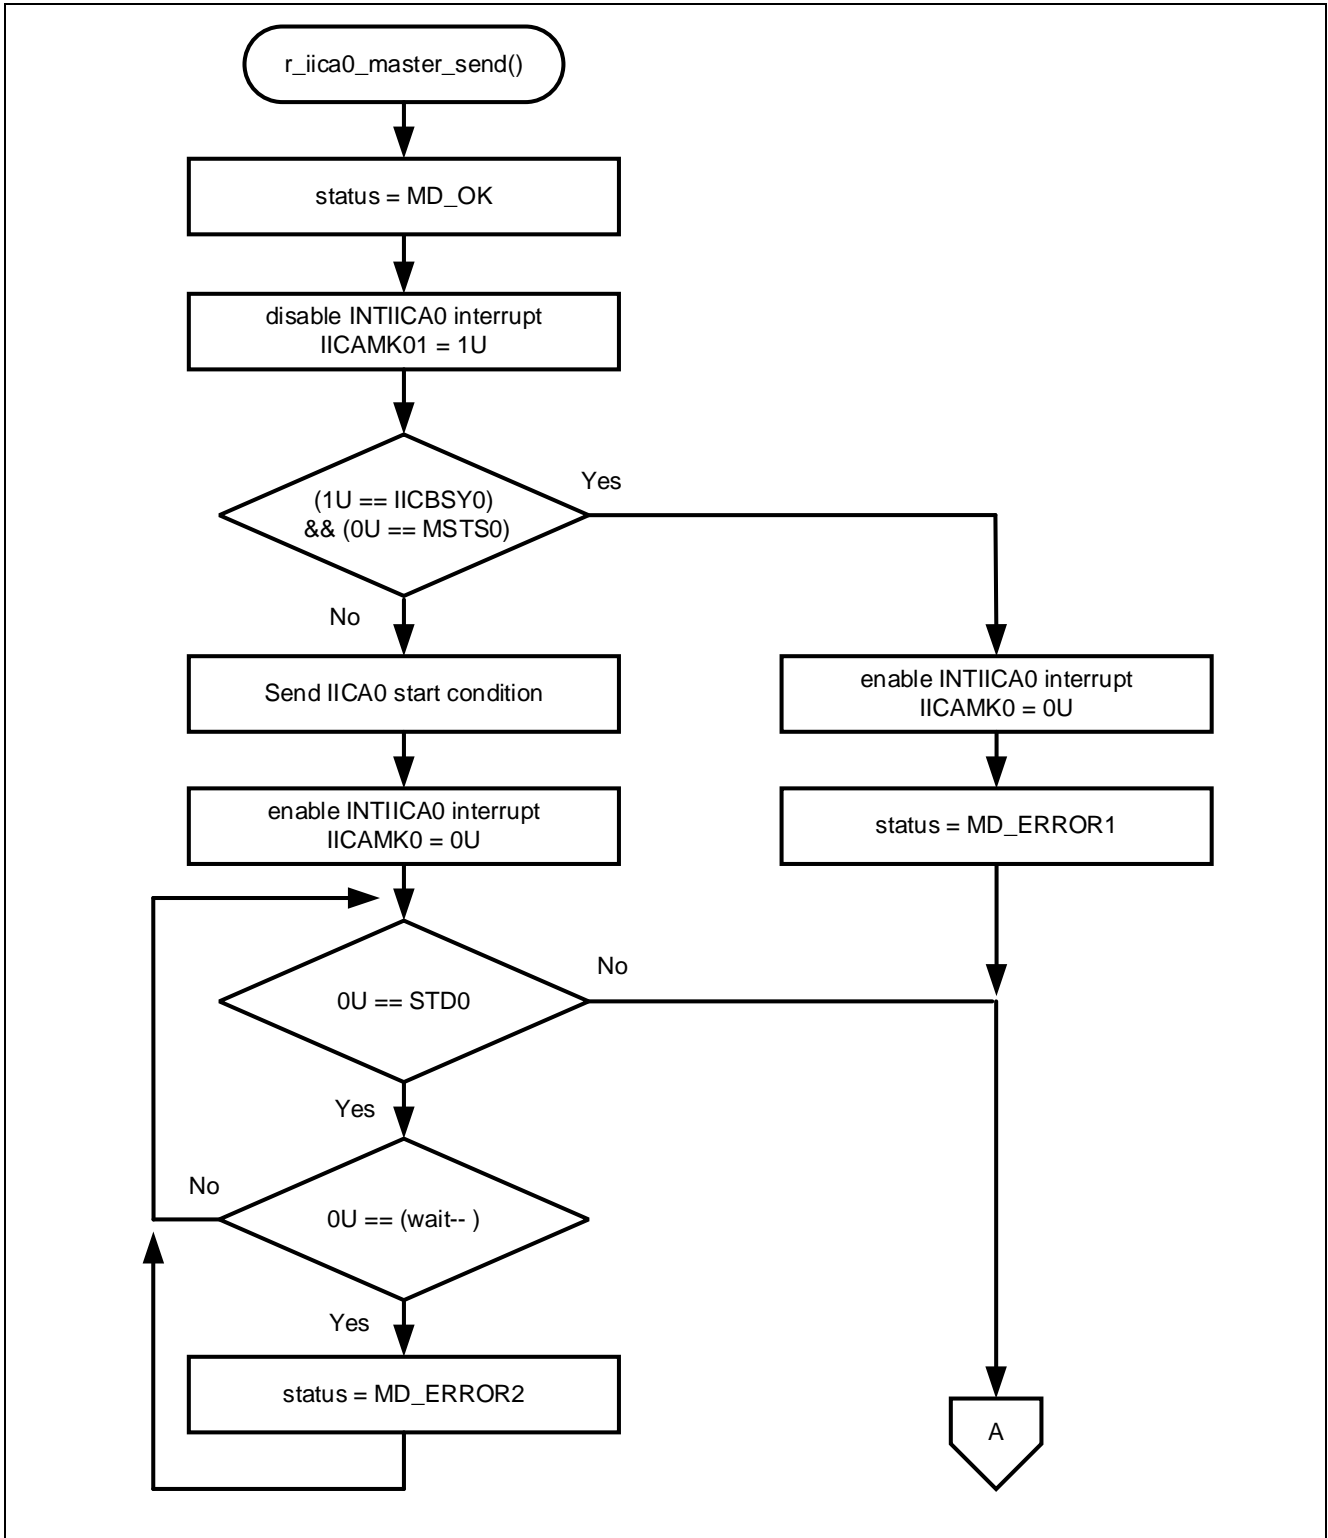 r_iica0_master_send()
status = MD_OK
disable INTIICA0 interrupt
IICAMK01 = 1U
(1U == IICBSY0)
&& (0U == MSTS0)
Yes
No
Send IICA0 start condition
enable INTIICA0 interrupt
IICAMK0 = 0U
enable INTIICA0 interrupt
IICAMK0 = 0U
status = MD_ERROR1
0U == STD0
No
Yes
0U == (wait-- )
No
Yes
status = MD_ERROR2
A